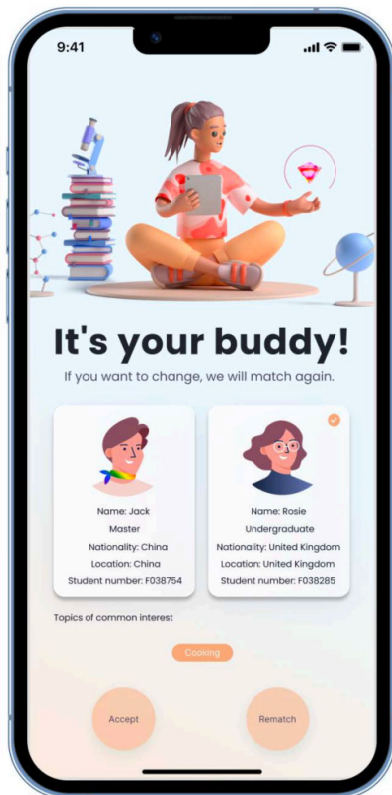 9:41
It's your buddy!
If you want to change, we will match again.
Name: Jack
Master
Nationality: China
Location: China
Student number: F038754
Name: Rosie
Undergraduate
Nationality: United Kingdom
Location: United Kingdom
Student number: F038285
Topics of common interes:
Cooking
Accept
Rematch